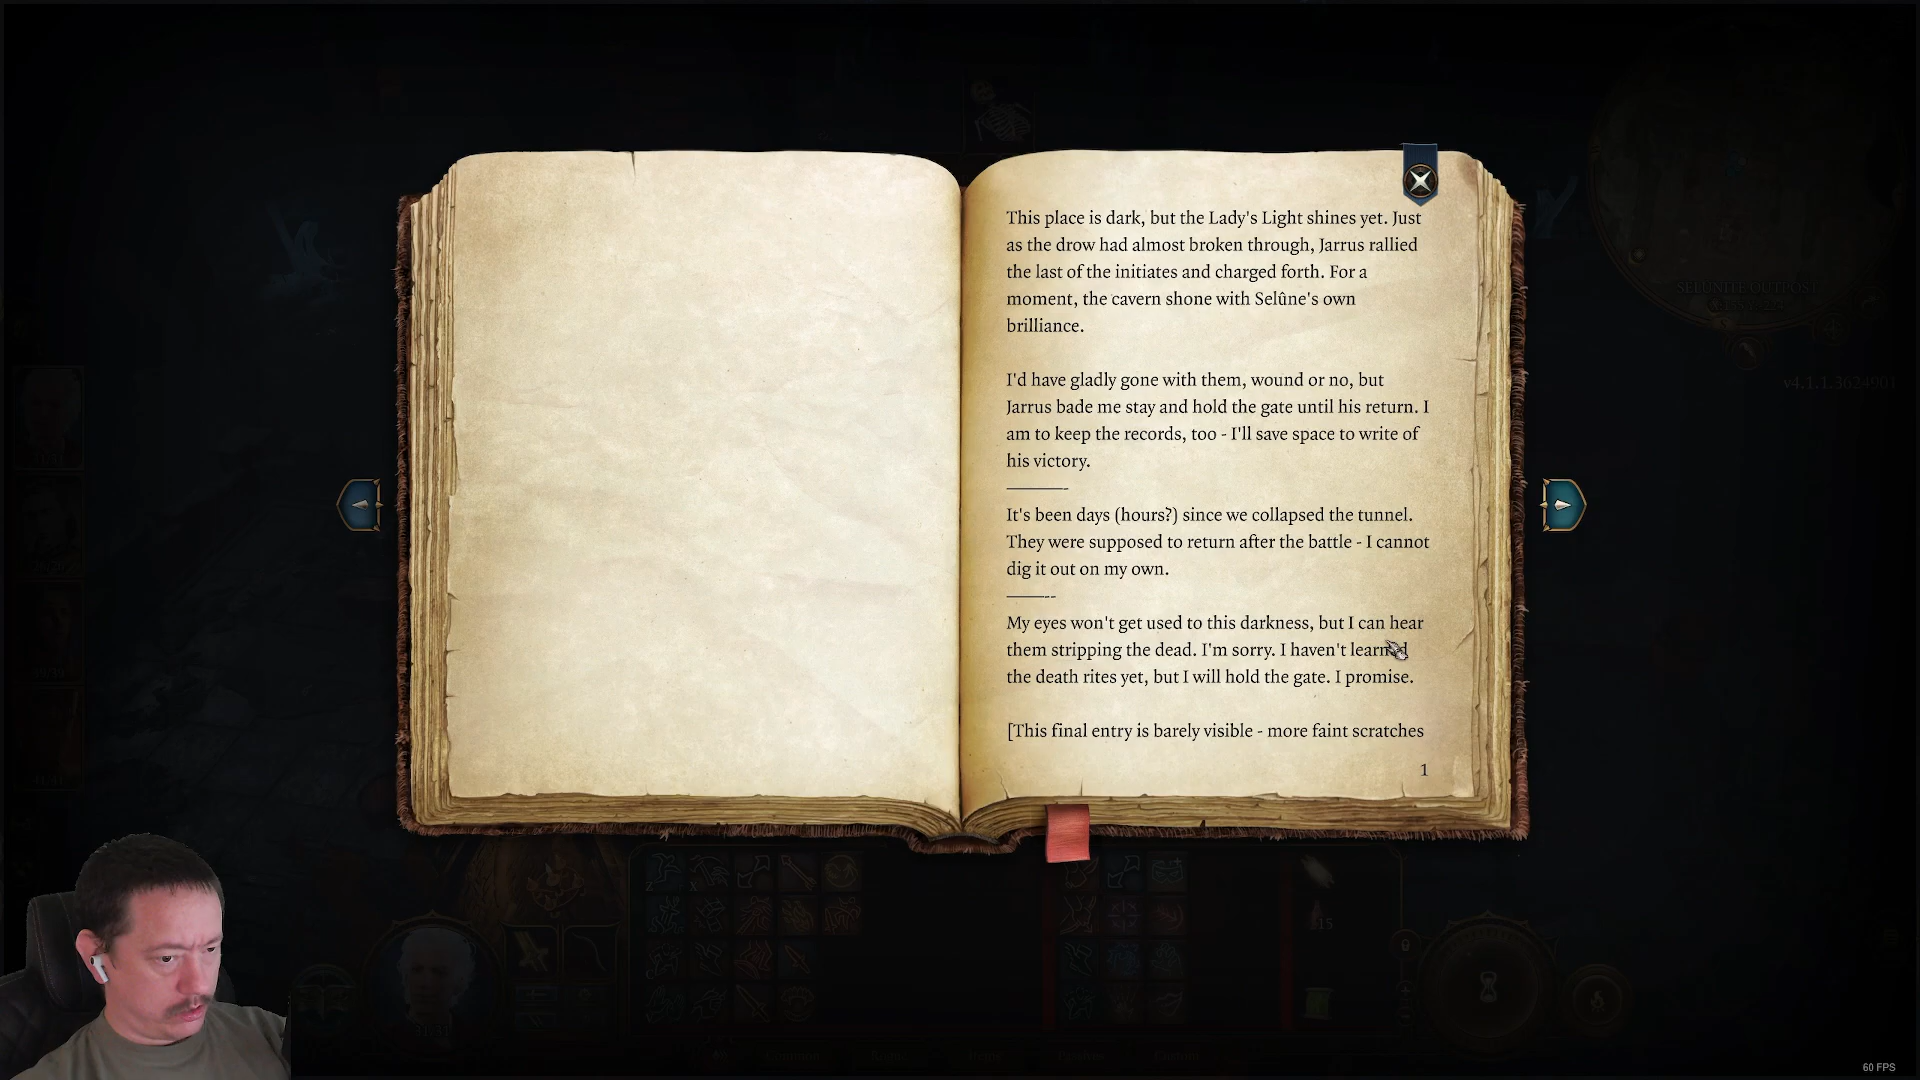 This place is dark, but the Lady's Light shines yet. Just
as the drow had almost broken through, Jarrus rallied
the last of the initiates and charged forth. For a
moment, the cavern shone with Selûne's own
brilliance.
I'd have gladly gone with them, wound or no, but
Jarrus bade me stay and hold the gate until his return. I
am to keep the records, too - I'll save space to write of
his victory.
It's been days (hours?) since we collapsed the tunnel.
They were supposed to return after the battle - I cannot
dig it out on my own.
My eyes won't get used to this darkness, but I can hear
them stripping the dead. I'm sorry. I haven't learned
the death rites yet, but I will hold the gate. I promise.
[This final entry is barely visible - more faint scratches
1
SELUNITE OUTPOST
v4.1.1.3624901
15
60 FPS